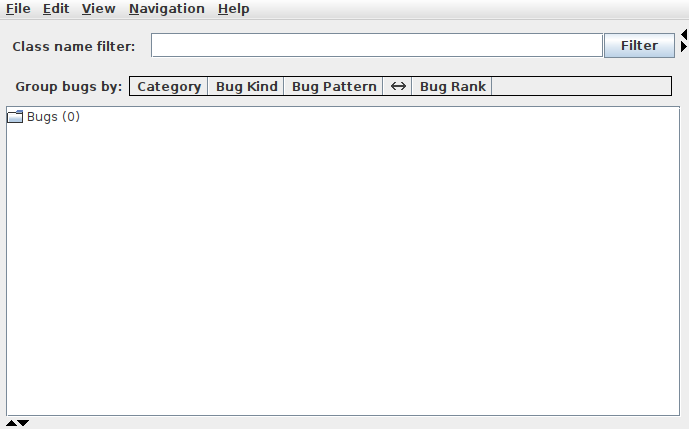 File Edit View Navigation Help
Class name filter: Filter
Group bugs by: Category Bug Kind Bug Pattern ↔ Bug Rank
Bugs (0)